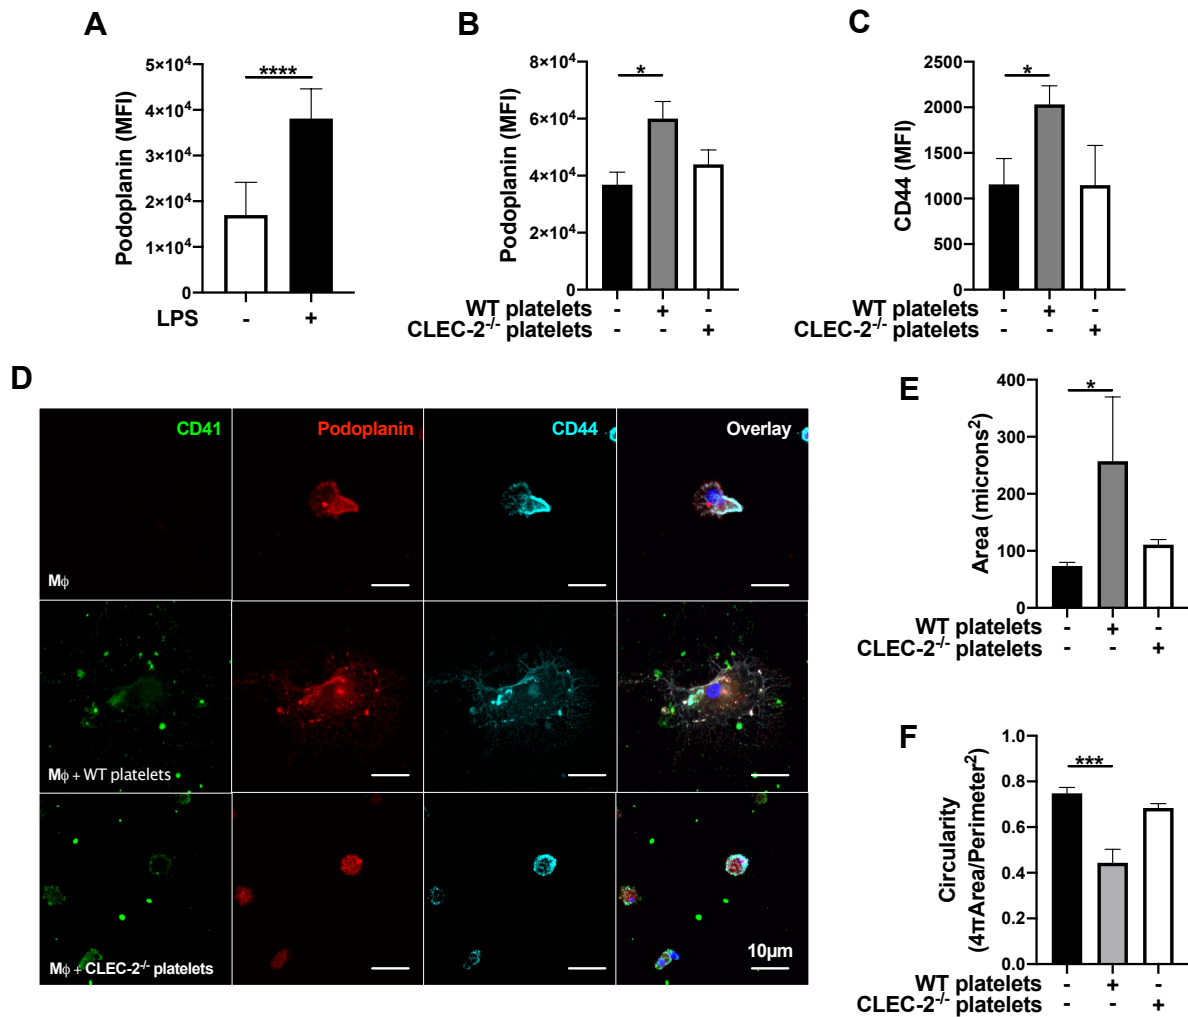 A
Podoplanin (MFI)
5×10⁴
4×10⁴
3×10⁴
2×10⁴
1×10⁴
0
****
LPS - +
B
Podoplanin (MFI)
8×10⁴
6×10⁴
4×10⁴
2×10⁴
0
*
WT platelets - + -
CLEC-2⁻/⁻ platelets - - +
C
CD44 (MFI)
2500
2000
1500
1000
500
0
*
WT platelets - + -
CLEC-2⁻/⁻ platelets - - +
D
CD41 Podoplanin CD44 Overlay
Mϕ
Mϕ + WT platelets
Mϕ + CLEC-2⁻/⁻ platelets
10μm
E
Area (microns²)
400
300
200
100
0
*
WT platelets - + -
CLEC-2⁻/⁻ platelets - - +
F
Circularity
(4πArea/Perimeter²)
1.0
0.8
0.6
0.4
0.2
0.0
***
WT platelets - + -
CLEC-2⁻/⁻ platelets - - +